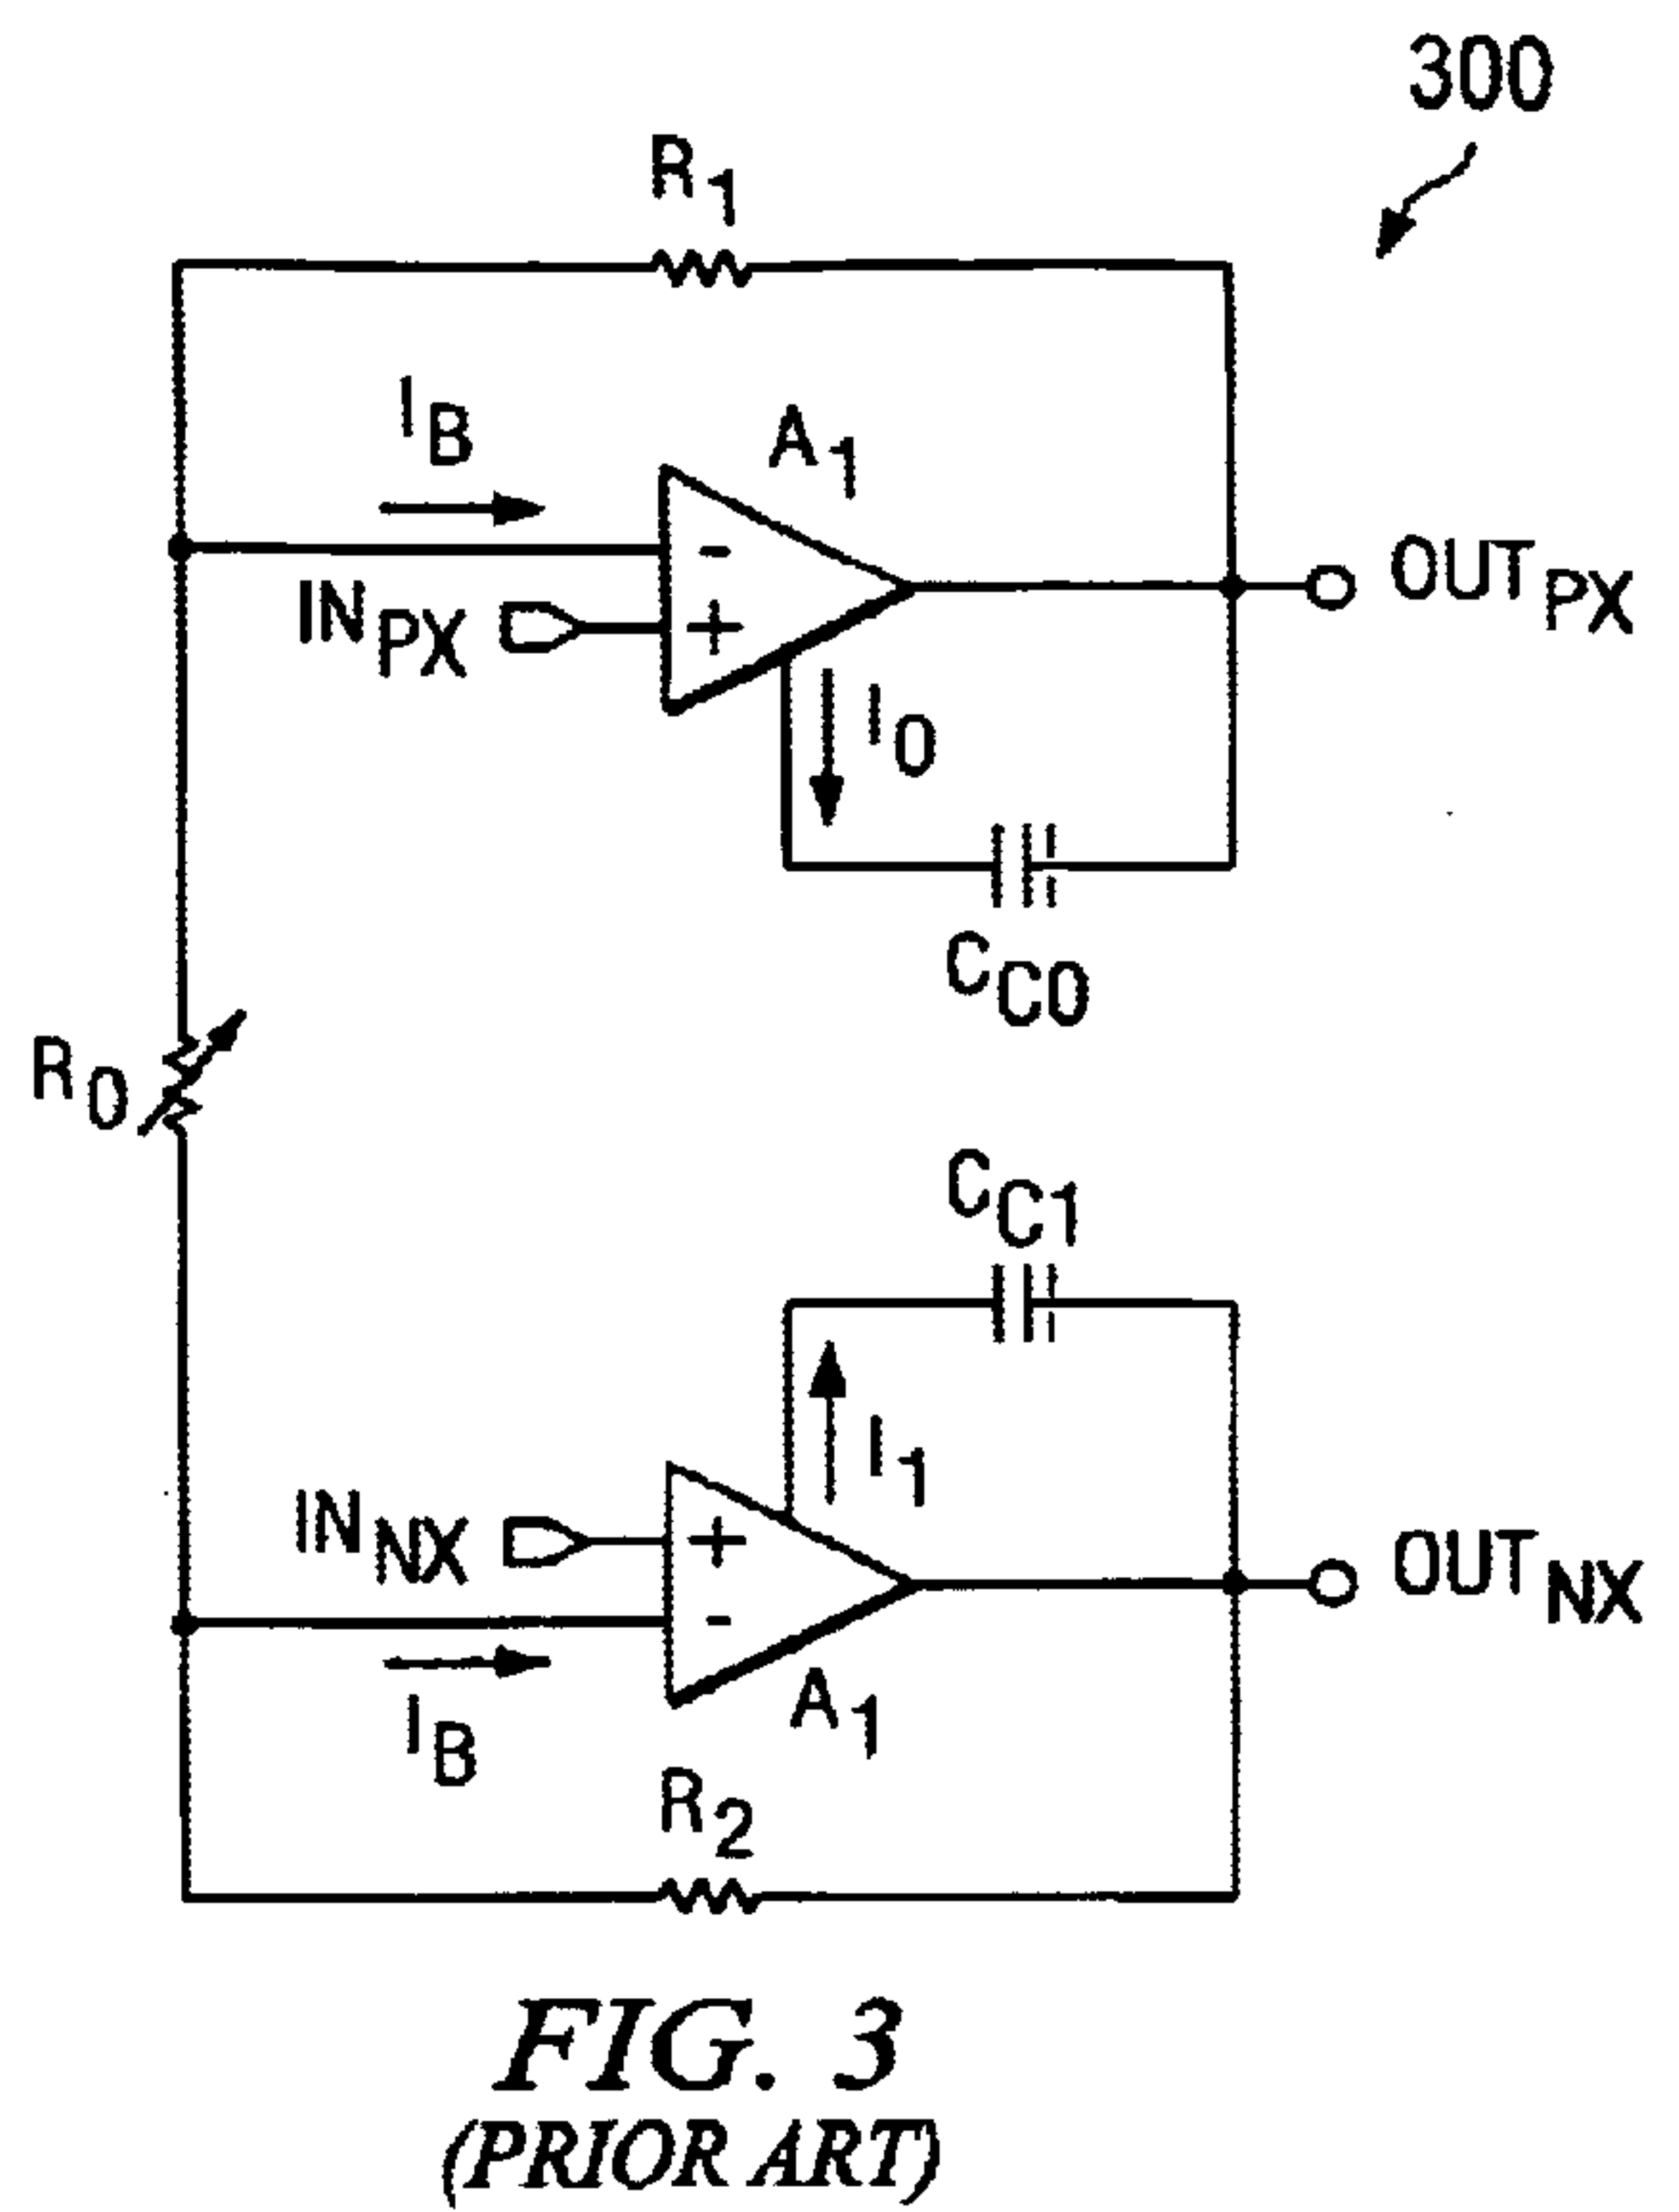 300
R1
IB
A1
OUTPX
INPX
- 
+
I0
CC0
R0
CC1
I1
INNX
+
-
OUTNX
IB
A1
R2
FIG. 3
(PRIOR ART)